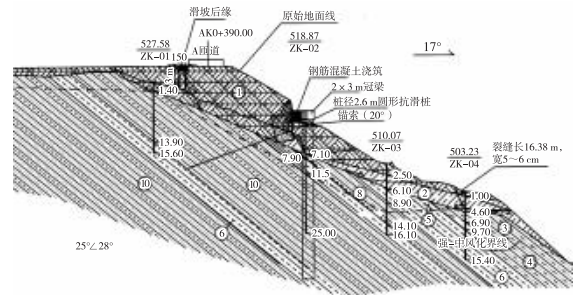 滑坡后缘
原始地面线
AK0+390.00
527.58
ZK-01
150
A匝道
518.87
ZK-02
17°
钢筋混凝土浇筑
2×3 m冠梁
桩径2.6 m圆形抗滑桩
锚索(20°)
3 m
1.40
①
510.07
ZK-03
503.23
ZK-04
裂缝长16.38 m,
宽5~6 cm
13.90
15.60
7.90
7.10
11.5
2.50
6.10
8.90
②
1.00
4.60
6.90
9.70
③
⑩
⑩
⑧
⑤
14.10
16.10
强~中风化界线
25.00
15.40
④
⑥
⑥
25°∠28°